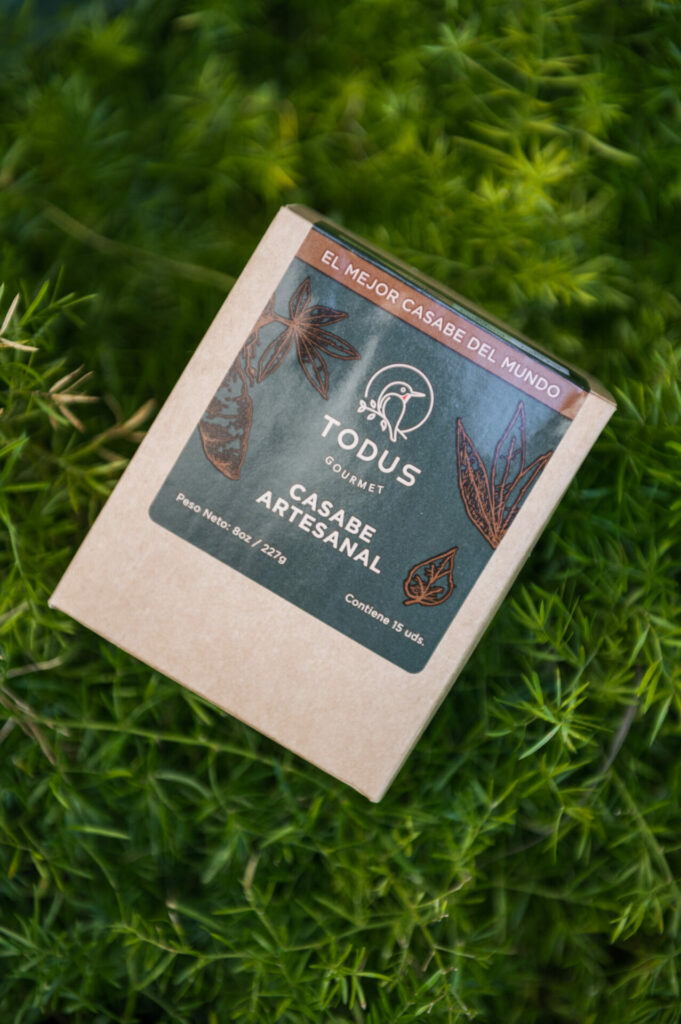 EL MEJOR CASABE DEL MUNDO
TODUS
GOURMET
CASABE
ARTESANAL
Peso Neto: 8oz / 227g
Contiene 15 uds.